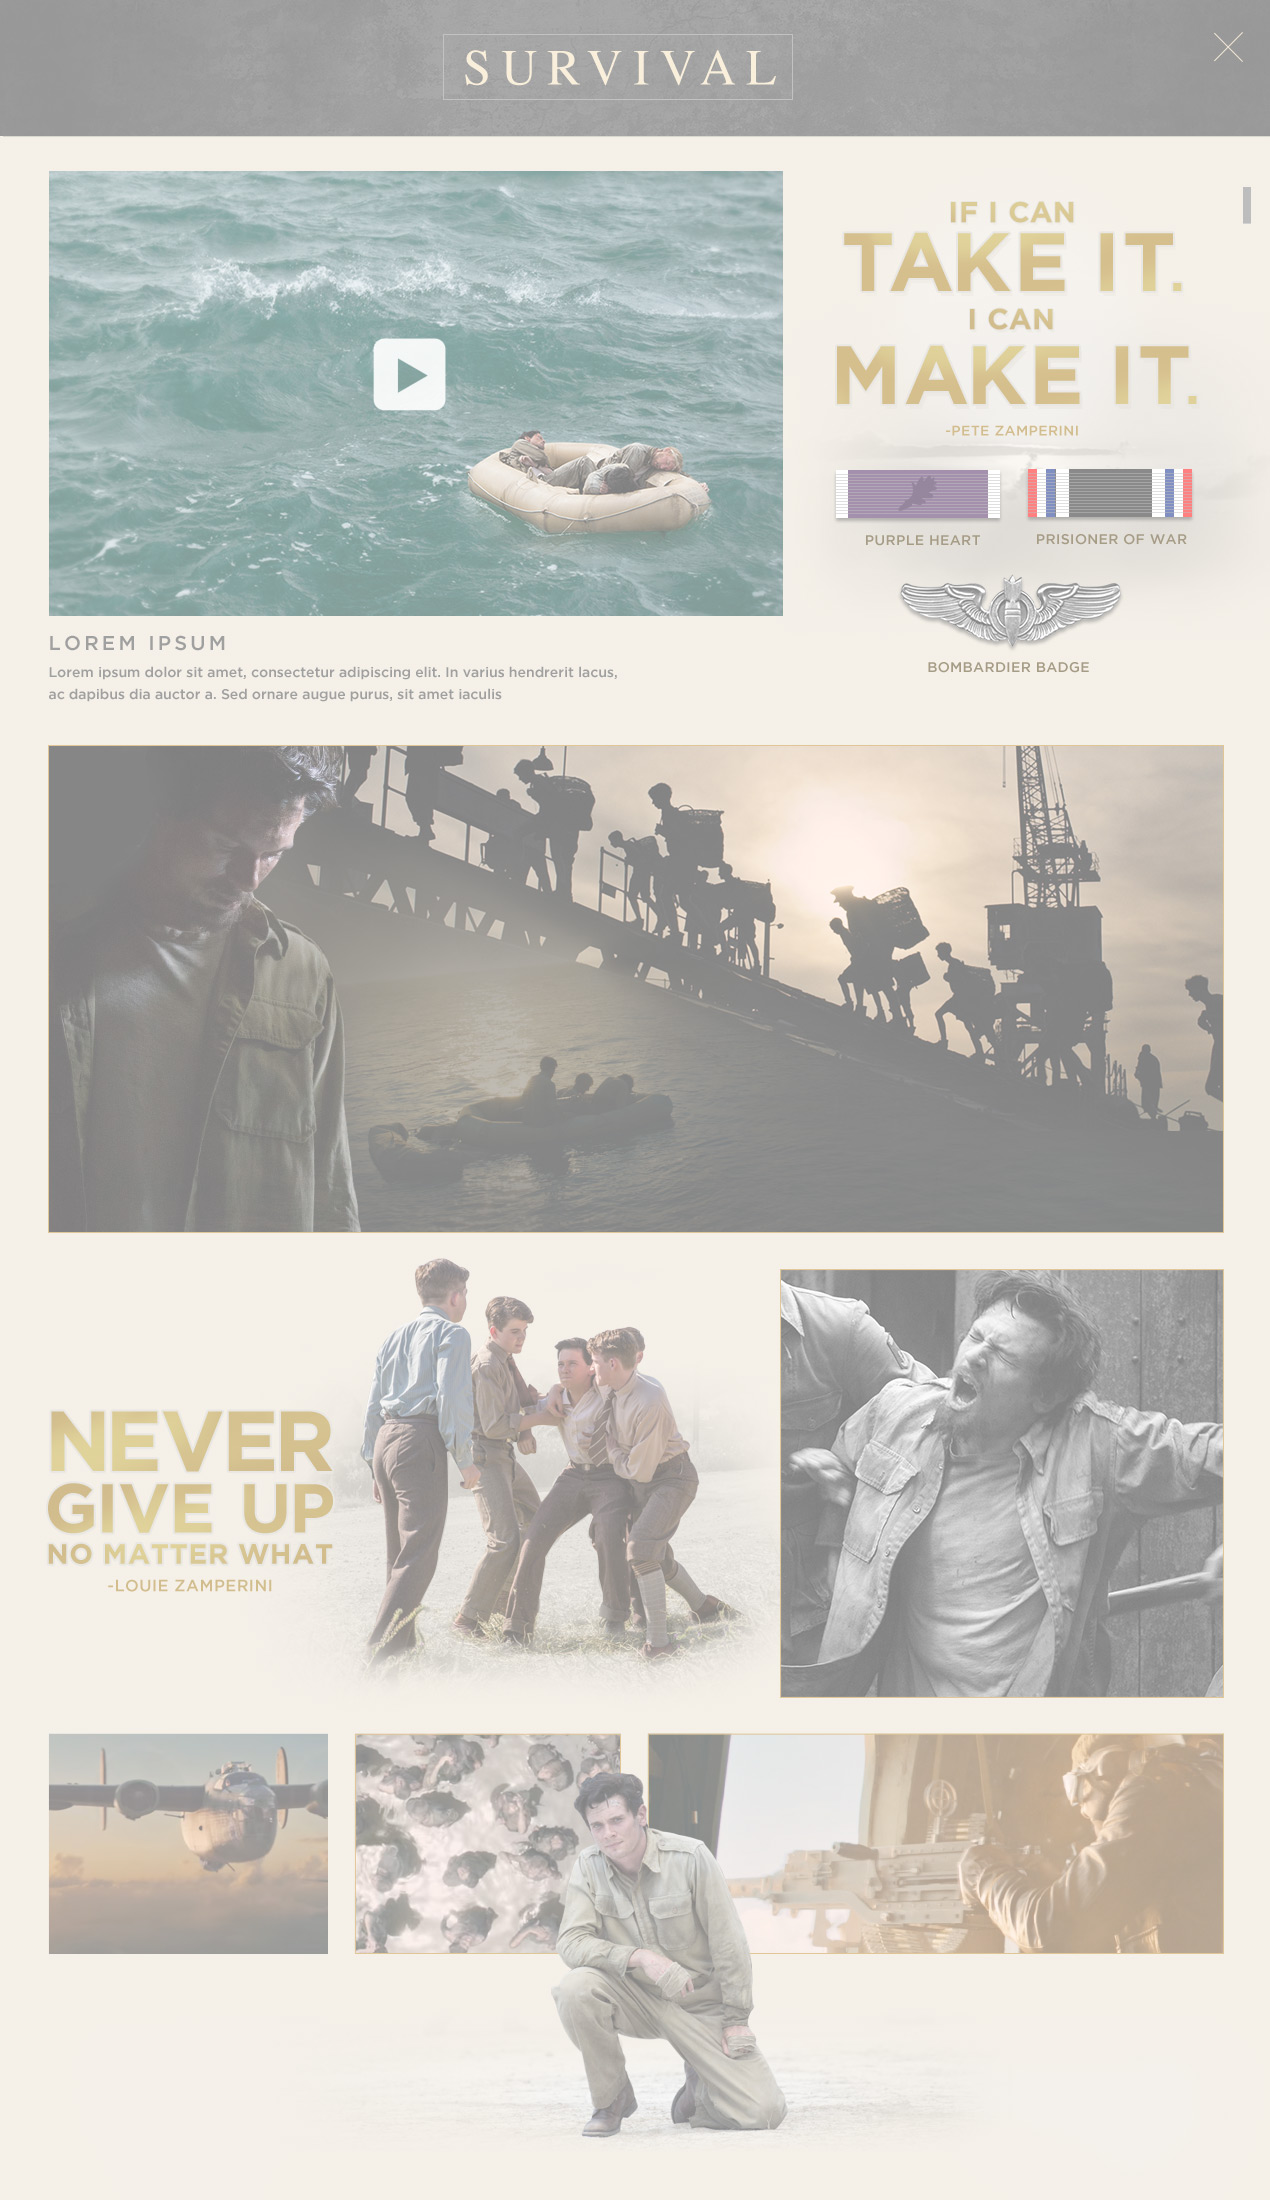 SURVIVAL
IF I CAN
TAKE IT.
I CAN
MAKE IT.
-PETE ZAMPERINI
PURPLE HEART
PRISIONER OF WAR
BOMBARDIER BADGE
LOREM IPSUM
Lorem ipsum dolor sit amet, consectetur adipiscing elit. In varius hendrerit lacus,
ac dapibus dia auctor a. Sed ornare augue purus, sit amet iaculis
NEVER
GIVE UP
NO MATTER WHAT
-LOUIE ZAMPERINI